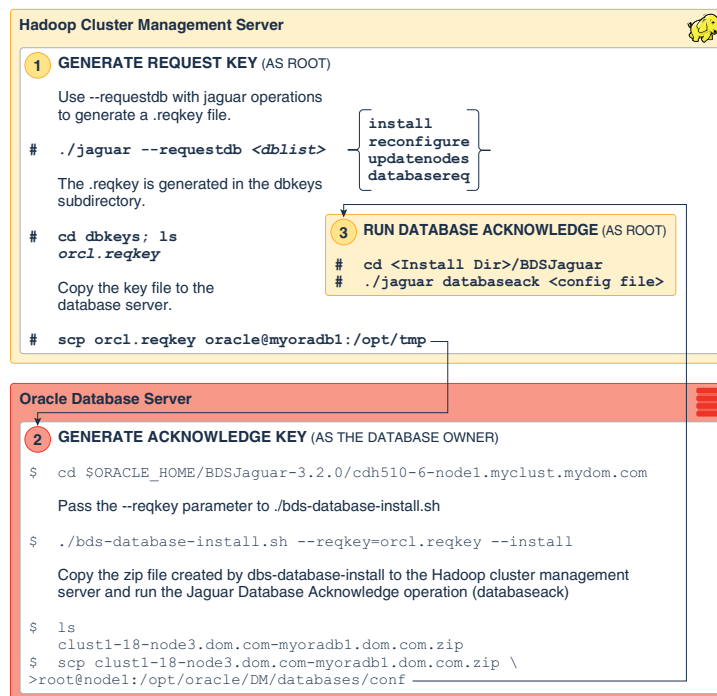 Hadoop Cluster Management Server
1 GENERATE REQUEST KEY (AS ROOT)
Use --requestdb with jaguar operations
to generate a .reqkey file.
# ./jaguar --requestdb <dblist>
install
reconfigure
updatenodes
databasereq
The .reqkey is generated in the dbkeys
subdirectory.
# cd dbkeys; ls
orcl.reqkey
Copy the key file to the
database server.
# scp orcl.reqkey oracle@myoradb1:/opt/tmp
3 RUN DATABASE ACKNOWLEDGE (AS ROOT)
# cd <Install Dir>/BDSJaguar
# ./jaguar databaseack <config file>
Oracle Database Server
2 GENERATE ACKNOWLEDGE KEY (AS THE DATABASE OWNER)
$ cd $ORACLE_HOME/BDSJaguar-3.2.0/cdh510-6-node1.myclust.mydom.com
Pass the --reqkey parameter to ./bds-database-install.sh
$ ./bds-database-install.sh --reqkey=orcl.reqkey --install
Copy the zip file created by dbs-database-install to the Hadoop cluster management
server and run the Jaguar Database Acknowledge operation (databaseack)
$ ls
clust1-18-node3.dom.com-myoradb1.dom.com.zip
$ scp clust1-18-node3.dom.com-myoradb1.dom.com.zip \
>root@node1:/opt/oracle/DM/databases/conf